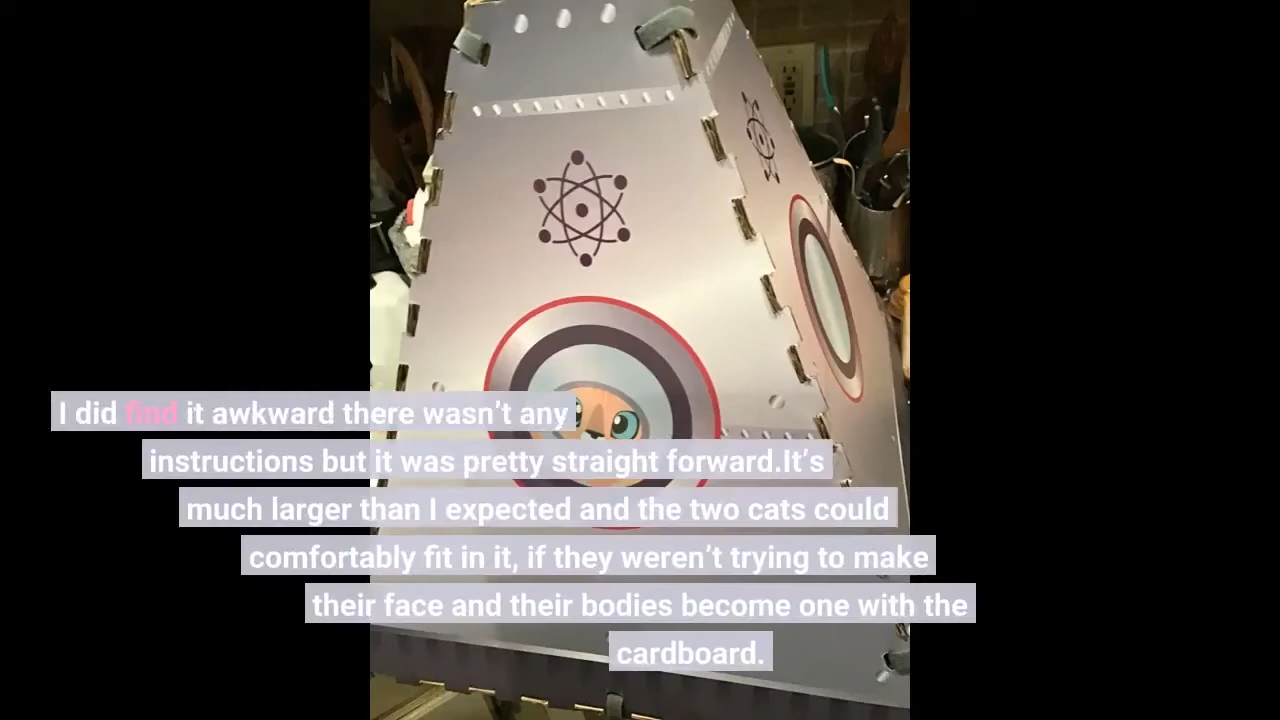 I did find it awkward there wasn’t any
instructions but it was pretty straight forward.It’s
much larger than I expected and the two cats could
comfortably fit in it, if they weren’t trying to make
their face and their bodies become one with the
cardboard.